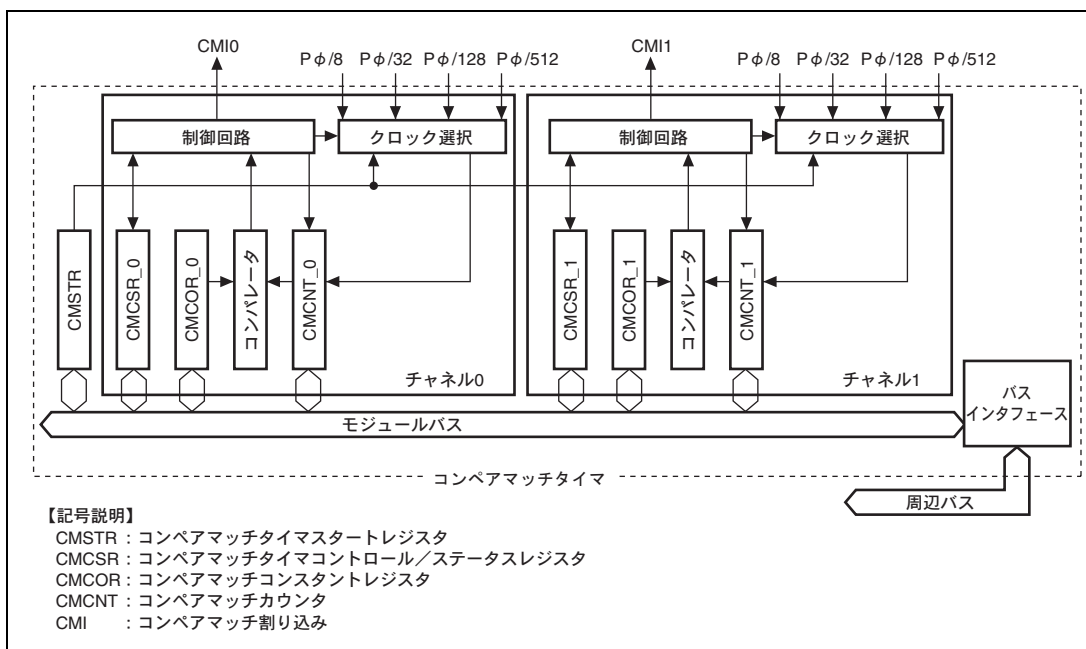 CMI0 Pφ/8 Pφ/32 Pφ/128 Pφ/512 CMI1 Pφ/8 Pφ/32 Pφ/128 Pφ/512
制御回路 クロック選択 制御回路 クロック選択
CMSTR
CMCSR_0
CMCOR_0
コンパレータ
CMCNT_0
CMCSR_1
CMCOR_1
コンパレータ
CMCNT_1
チャネル0 チャネル1
モジュールバス
バス
インタフェース
コンペアマッチタイマ
周辺バス
【記号説明】
CMSTR : コンペアマッチタイマスタートレジスタ
CMCSR : コンペアマッチタイマコントロール／ステータスレジスタ
CMCOR : コンペアマッチコンスタントレジスタ
CMCNT : コンペアマッチカウンタ
CMI : コンペアマッチ割り込み